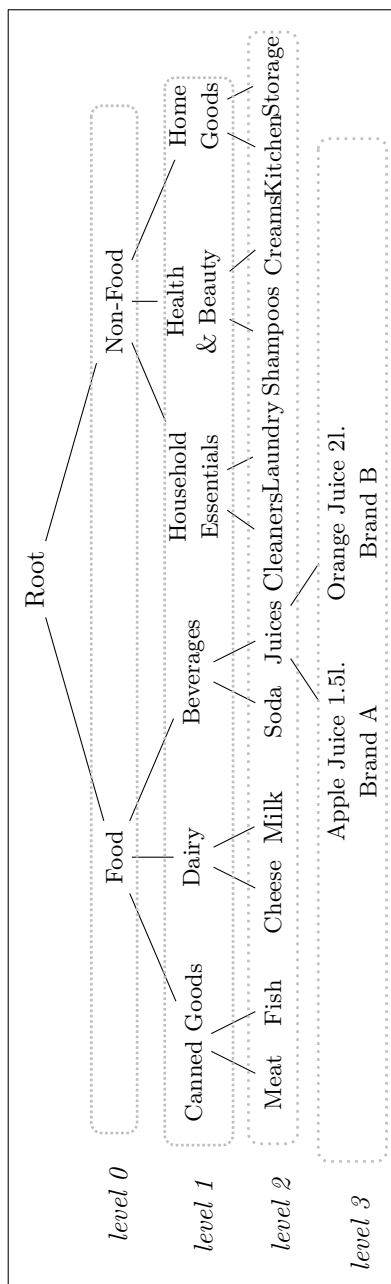 Root
level 0
Food
Non-Food
level 1
Canned Goods
Dairy
Beverages
Household
Essentials
Health
& Beauty
Home
Goods
level 2
Meat
Fish
Cheese
Milk
Soda
Juices
Cleaners
Laundry
Shampoos
Creams
Kitchen
Storage
level 3
Apple Juice 1.5l.
Brand A
Orange Juice 2l.
Brand B